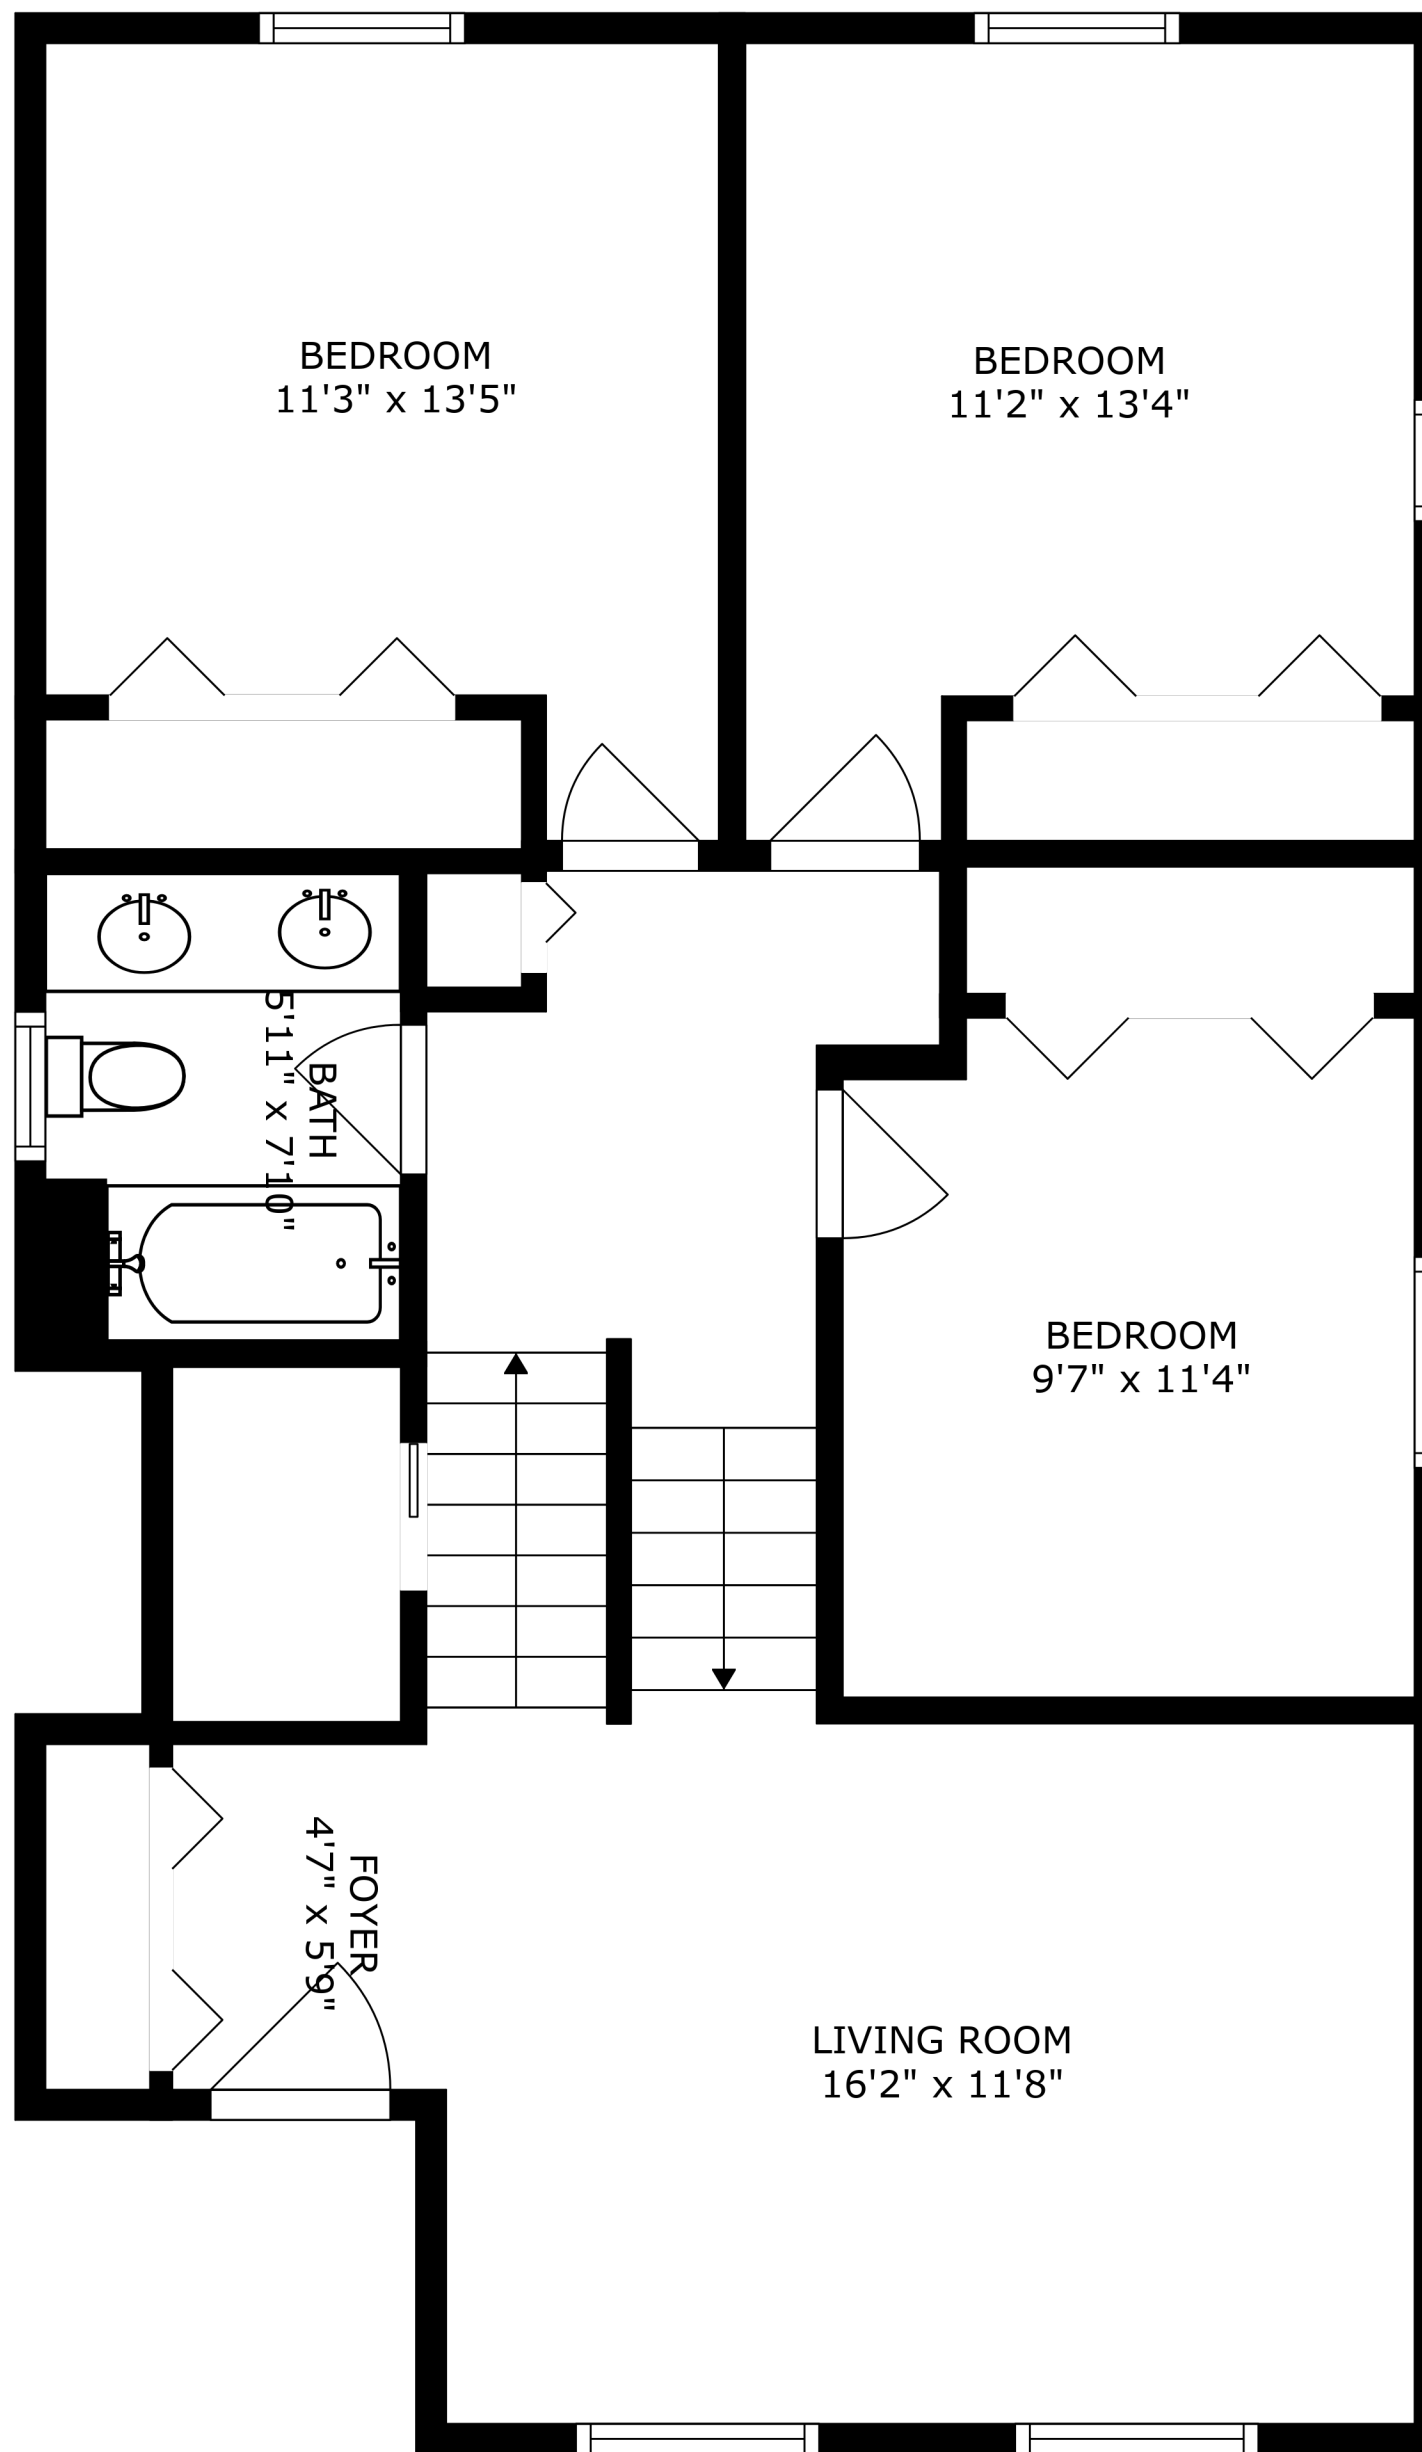 BEDROOM
11'3" x 13'5"
BEDROOM
11'2" x 13'4"
BATH
5'11" x 7'10"
BEDROOM
9'7" x 11'4"
FOYER
4'7" x 5'9"
LIVING ROOM
16'2" x 11'8"